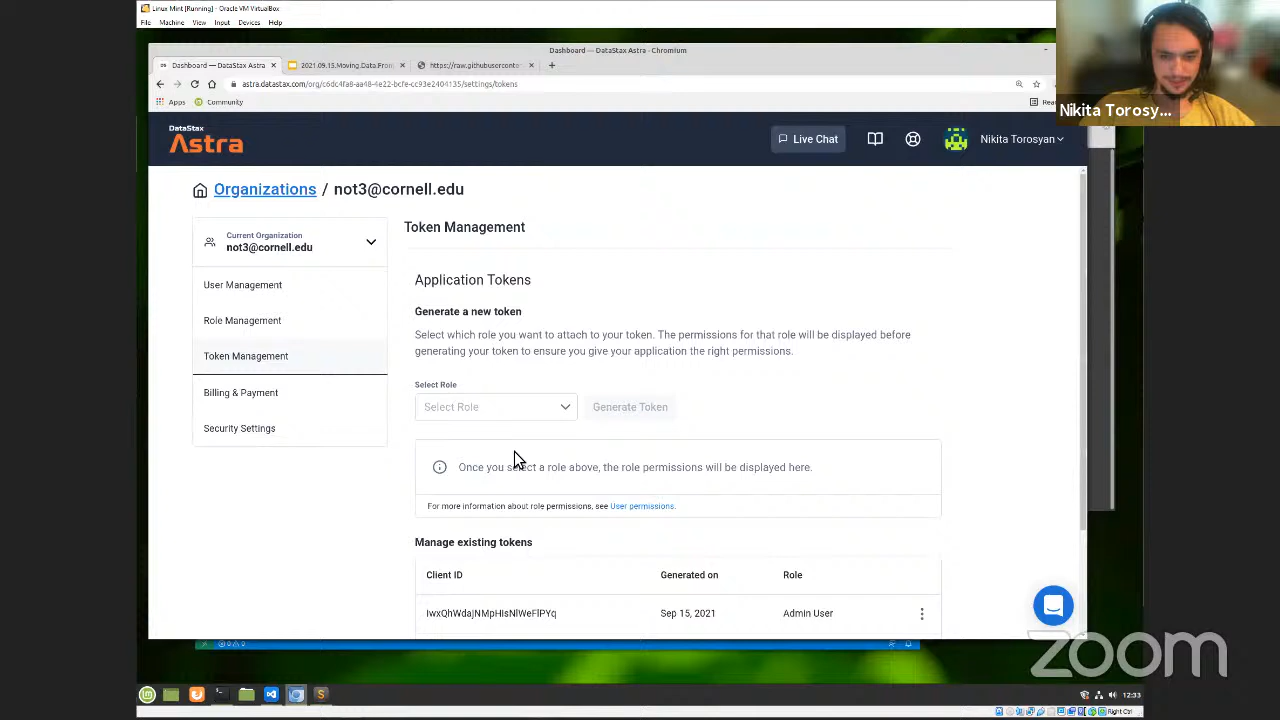 Linux Mint [Running] - Oracle VM VirtualBox
File Machine View Input Devices Help
Dashboard — DataStax Astra - Chromium
Dashboard — DataStax Astra
2021.09.15.Moving.Data.From
https://raw.githubusercontent
astra.datastax.com/org/c6dc4fa8-aa48-4e22-bcfe-cc93e2404135/settings/tokens
Apps Community
DataStax
Astra
Live Chat
Nikita Torosyan
Nikita Torosy...
Organizations / not3@cornell.edu
Current Organization
not3@cornell.edu
User Management
Role Management
Token Management
Billing & Payment
Security Settings
Token Management
Application Tokens
Generate a new token
Select which role you want to attach to your token. The permissions for that role will be displayed before
generating your token to ensure you give your application the right permissions.
Select Role
Select Role
Generate Token
Once you select a role above, the role permissions will be displayed here.
For more information about role permissions, see User permissions.
Manage existing tokens
Client ID Generated on Role
Sep 15, 2021 Admin User
zoom
12:33
Right Ctrl